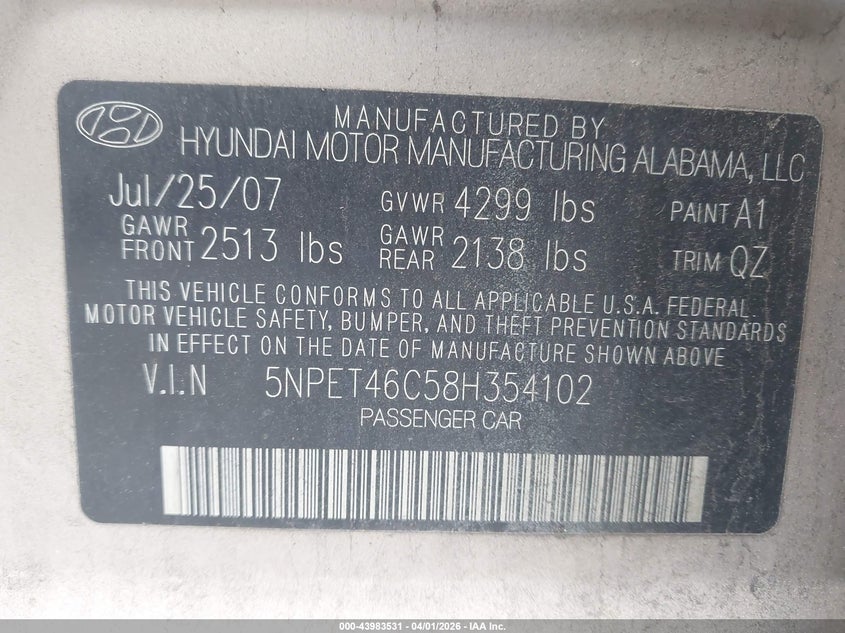 MANUFACTURED BY
HYUNDAI MOTOR MANUFACTURING ALABAMA, LLC
Jul/25/07 GVWR 4299 lbs PAINT A1
GAWR FRONT 2513 lbs GAWR REAR 2138 lbs TRIM QZ
THIS VEHICLE CONFORMS TO ALL APPLICABLE U.S.A. FEDERAL
MOTOR VEHICLE SAFETY, BUMPER, AND THEFT PREVENTION STANDARDS
IN EFFECT ON THE DATE OF MANUFACTURE SHOWN ABOVE
V.I.N 5NPET46C58H354102
PASSENGER CAR
000-43983531 - 04/01/2026 - IAA Inc.